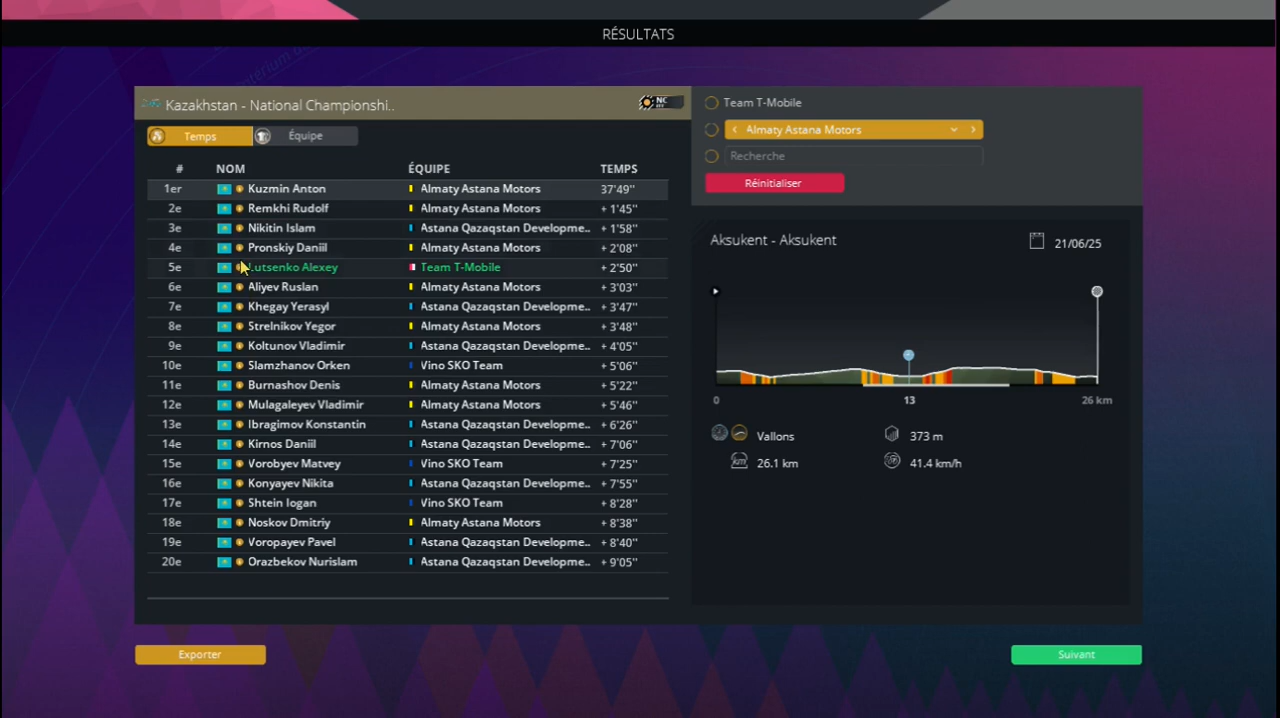 RÉSULTATS
Kazakhstan - National Championshi..
NC
Temps
Équipe
# NOM ÉQUIPE TEMPS
1er Kuzmin Anton Almaty Astana Motors 37'49''
2e Remkhi Rudolf Almaty Astana Motors + 1'45''
3e Nikitin Islam Astana Qazaqstan Developme.. + 1'58''
4e Pronskiy Daniil Almaty Astana Motors + 2'08''
5e Lutsenko Alexey Team T-Mobile + 2'50''
6e Aliyev Ruslan Almaty Astana Motors + 3'03''
7e Khegay Yerasyl Astana Qazaqstan Developme.. + 3'47''
8e Strelnikov Yegor Almaty Astana Motors + 3'48''
9e Koltunov Vladimir Astana Qazaqstan Developme.. + 4'05''
10e Slamzhanov Orken Vino SKO Team + 5'06''
11e Burnashov Denis Almaty Astana Motors + 5'22''
12e Mulagaleyev Vladimir Almaty Astana Motors + 5'46''
13e Ibragimov Konstantin Astana Qazaqstan Developme.. + 6'26''
14e Kirnos Daniil Astana Qazaqstan Developme.. + 7'06''
15e Vorobyev Matvey Vino SKO Team + 7'25''
16e Konyayev Nikita Astana Qazaqstan Developme.. + 7'55''
17e Shtein Iogan Vino SKO Team + 8'28''
18e Noskov Dmitriy Almaty Astana Motors + 8'38''
19e Voropayev Pavel Astana Qazaqstan Developme.. + 8'40''
20e Orazbekov Nurislam Astana Qazaqstan Developme.. + 9'05''
Team T-Mobile
Almaty Astana Motors
Recherche
Réinitialiser
Aksukent - Aksukent
21/06/25
0 13 26 km
Vallons
373 m
26.1 km
41.4 km/h
Exporter
Suivant